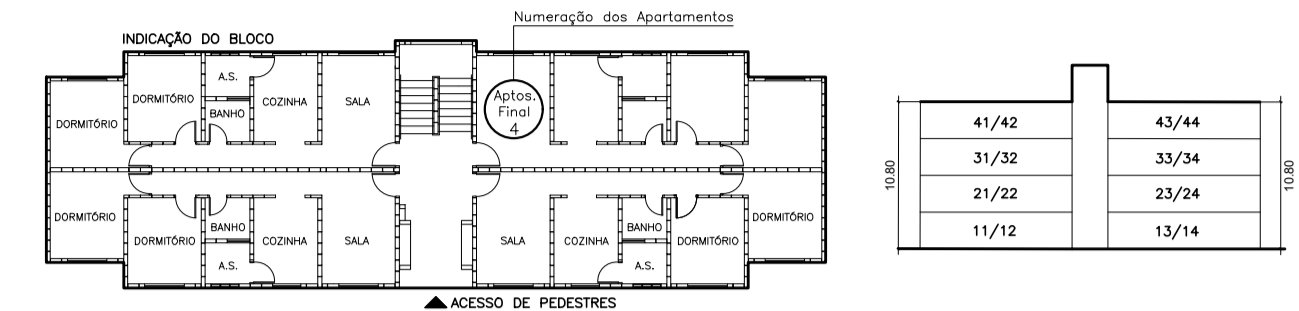 Numeração dos Apartamentos
INDICAÇÃO DO BLOCO
A.S.
DORMITÓRIO
COZINHA
SALA
BANHO
DORMITÓRIO
Aptos.
Final
4
DORMITÓRIO
BANHO
DORMITÓRIO
COZINHA
SALA
A.S.
SALA
COZINHA
BANHO
DORMITÓRIO
A.S.
DORMITÓRIO
ACESSO DE PEDESTRES
10.80
41/42
43/44
31/32
33/34
21/22
23/24
11/12
13/14
10.80